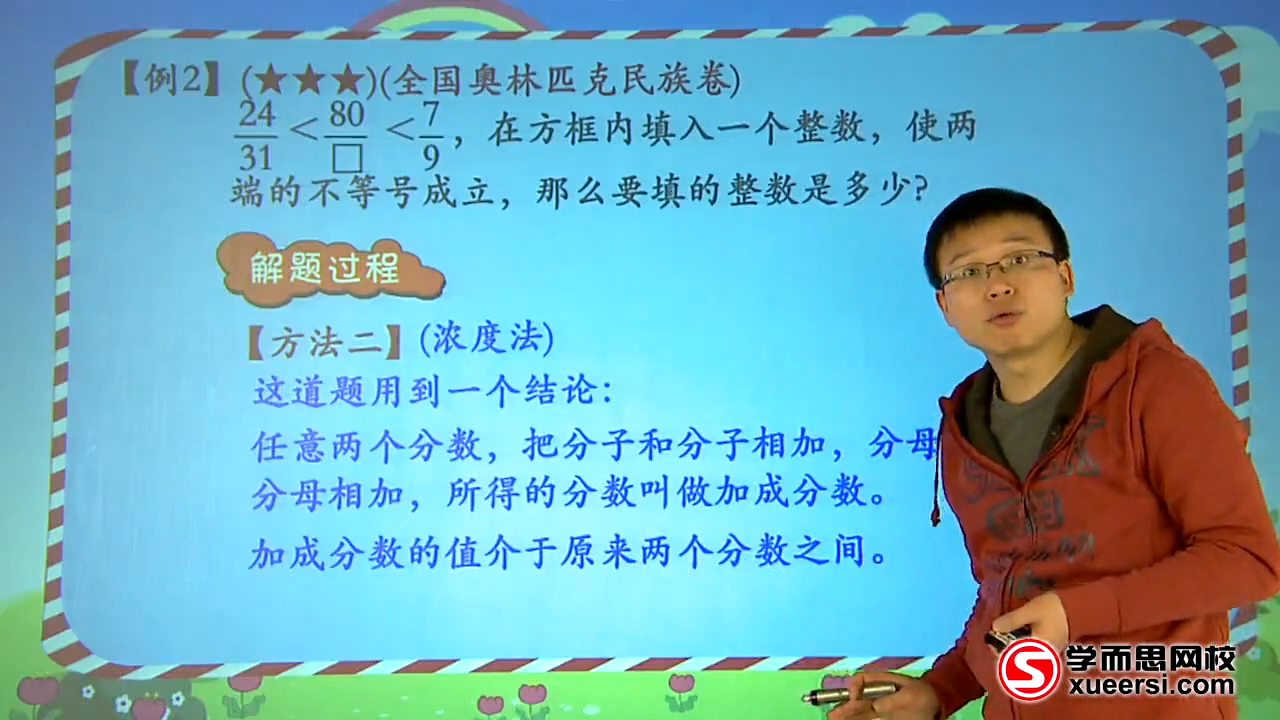 【例2】(★★★)(全国奥林匹克民族卷)
24/31<80/□<7/9，在方框内填入一个整数，使两
端的不等号成立，那么要填的整数是多少?
解题过程
【方法二】(浓度法)
这道题用到一个结论：
任意两个分数，把分子和分子相加，分母
分母相加，所得的分数叫做加成分数。
加成分数的值介于原来两个分数之间。
学而思网校
xueersi.com